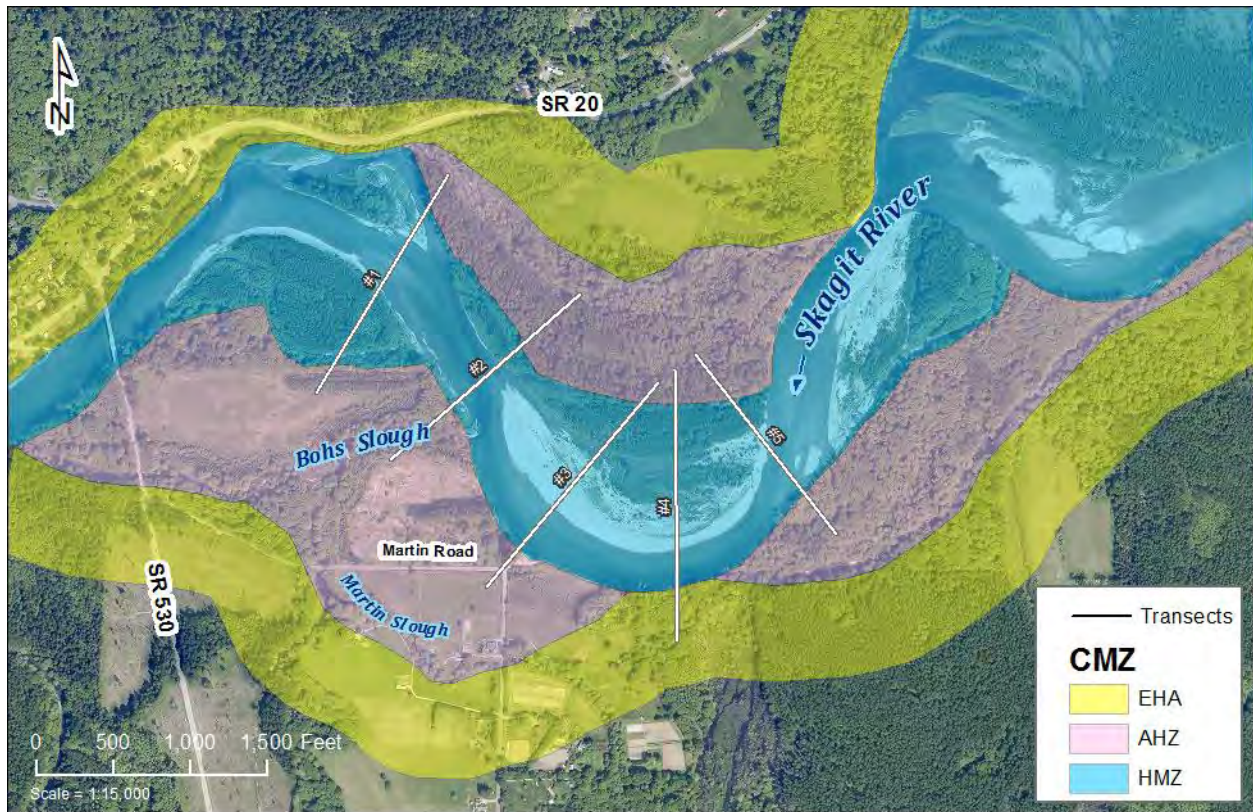 N
SR 20
Skagit River
#1
#2
#3
#4
#5
Bohs Slough
Martin Road
Martin Slough
SR 530
0 500 1,000 1,500 Feet
Scale = 1:15,000
Transects
CMZ
EHA
AHZ
HMZ